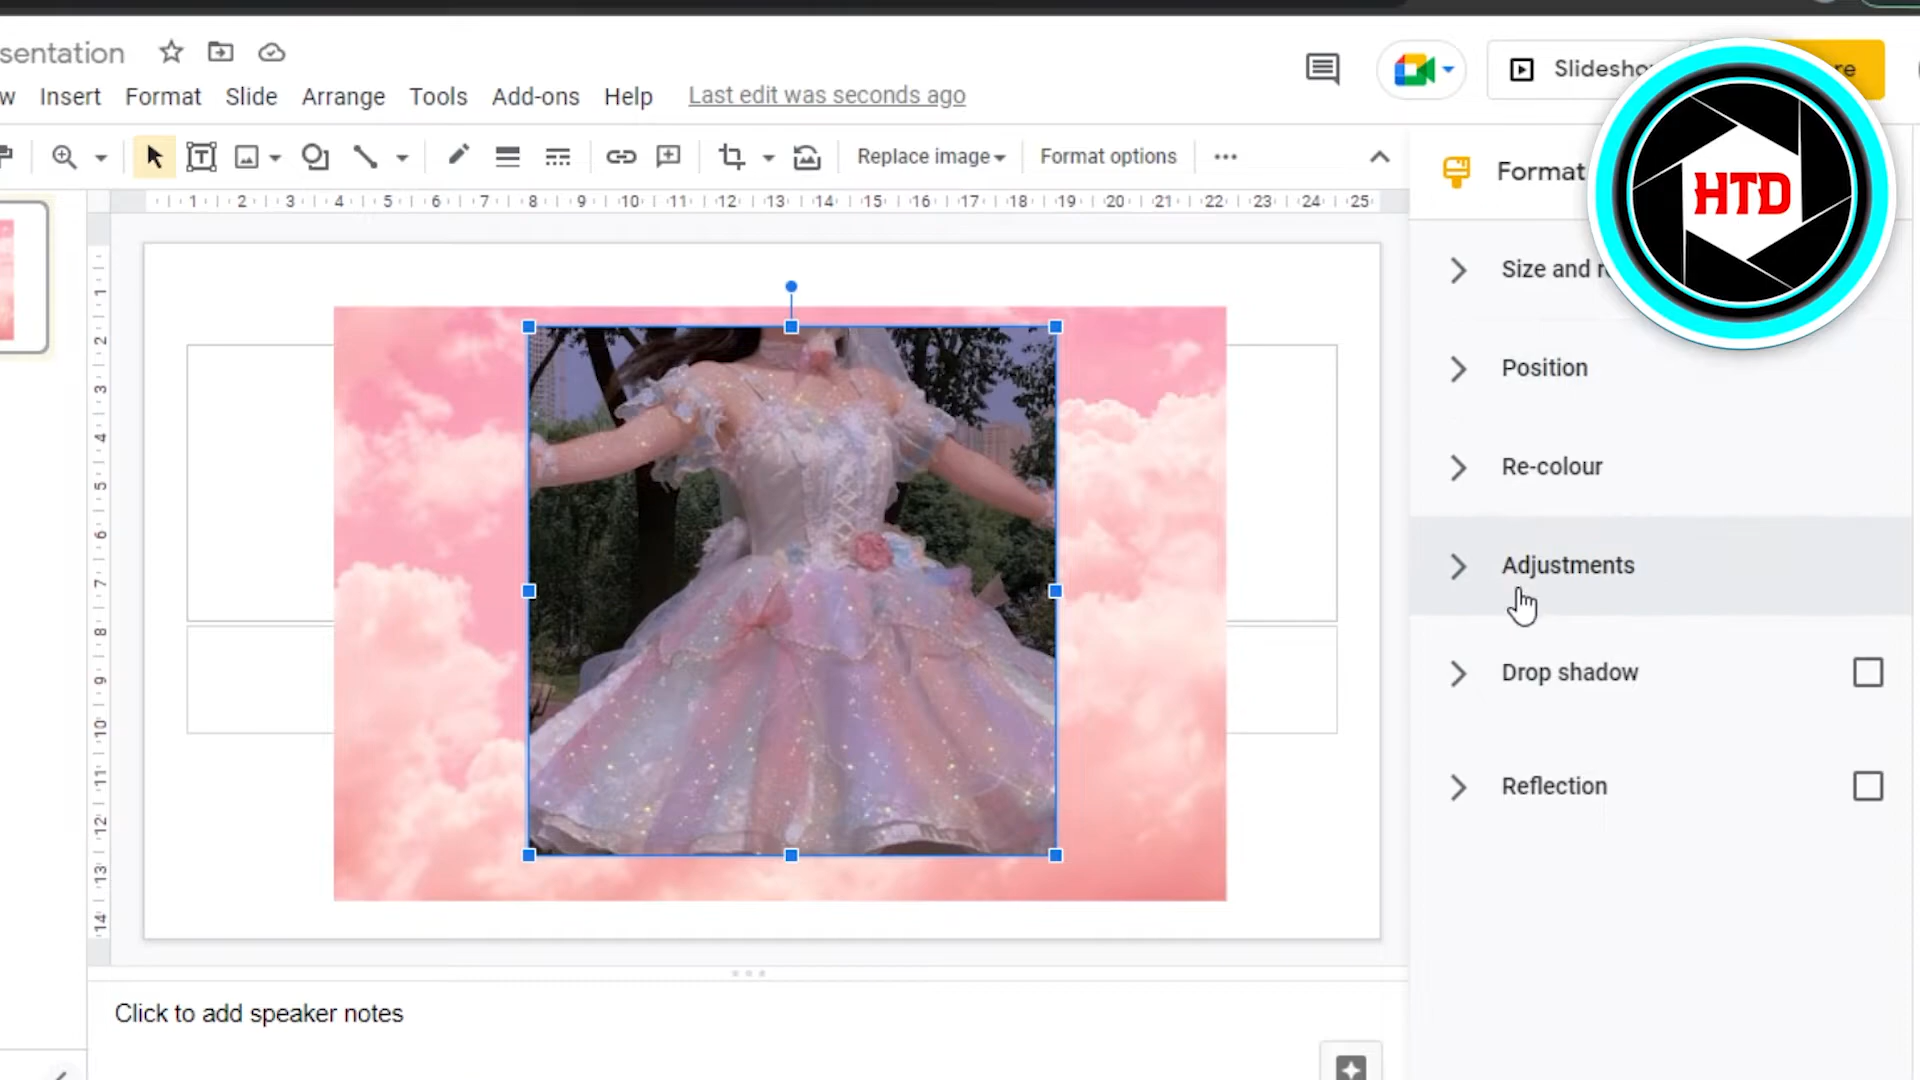 sentation
Slidesho
re
w Insert Format Slide Arrange Tools Add-ons Help Last edit was seconds ago
Replace image Format options
HTD
Format
1 2 3 4 5 6 7 8 9 10 11 12 13 14 15 16 17 18 19 20 21 22 23 24 25
1
2
3
4
5
6
7
8
9
10
11
12
13
14
Size and r
Position
Re-colour
Adjustments
Drop shadow
Reflection
Click to add speaker notes